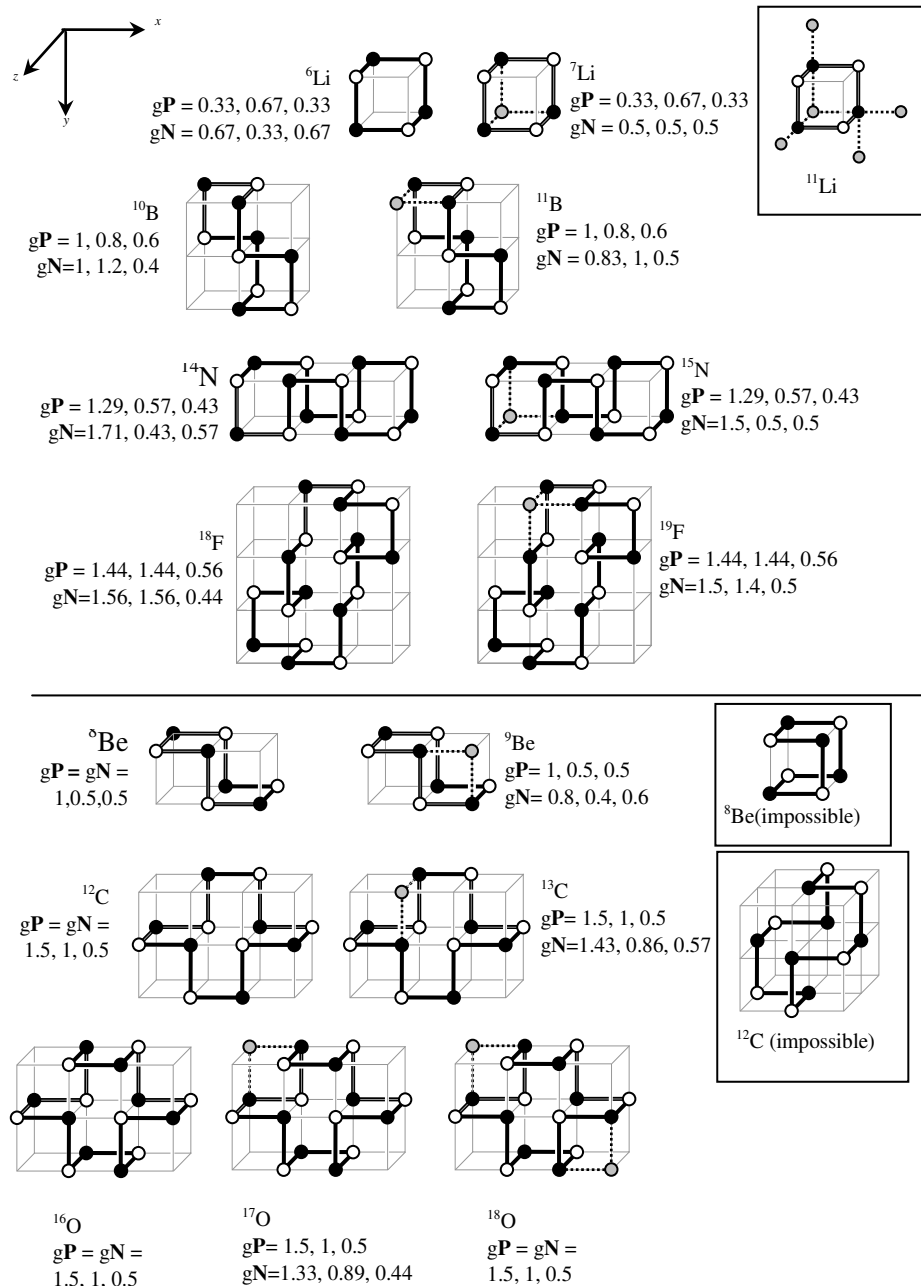 x
z
y
⁶Li
gP = 0.33, 0.67, 0.33
gN = 0.67, 0.33, 0.67
⁷Li
gP = 0.33, 0.67, 0.33
gN = 0.5, 0.5, 0.5
¹¹Li
¹⁰B
gP = 1, 0.8, 0.6
gN=1, 1.2, 0.4
¹¹B
gP = 1, 0.8, 0.6
gN = 0.83, 1, 0.5
¹⁴N
gP = 1.29, 0.57, 0.43
gN=1.71, 0.43, 0.57
¹⁵N
gP = 1.29, 0.57, 0.43
gN=1.5, 0.5, 0.5
¹⁸F
gP = 1.44, 1.44, 0.56
gN=1.56, 1.56, 0.44
¹⁹F
gP = 1.44, 1.44, 0.56
gN=1.5, 1.4, 0.5
⁸Be
gP = gN =
1,0.5,0.5
⁹Be
gP= 1, 0.5, 0.5
gN= 0.8, 0.4, 0.6
⁸Be(impossible)
¹²C
gP = gN =
1.5, 1, 0.5
¹³C
gP= 1.5, 1, 0.5
gN=1.43, 0.86, 0.57
¹²C (impossible)
¹⁶O
gP = gN =
1.5, 1, 0.5
¹⁷O
gP= 1.5, 1, 0.5
gN=1.33, 0.89, 0.44
¹⁸O
gP = gN =
1.5, 1, 0.5